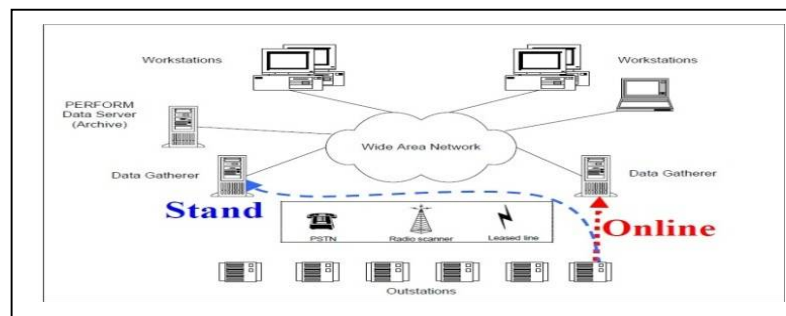 Workstations
Workstations
PERFORM
Data Server
(Archive)
Wide Area Network
Data Gatherer
Data Gatherer
Stand
Online
PSTN
Radio scanner
Leased line
Outstations